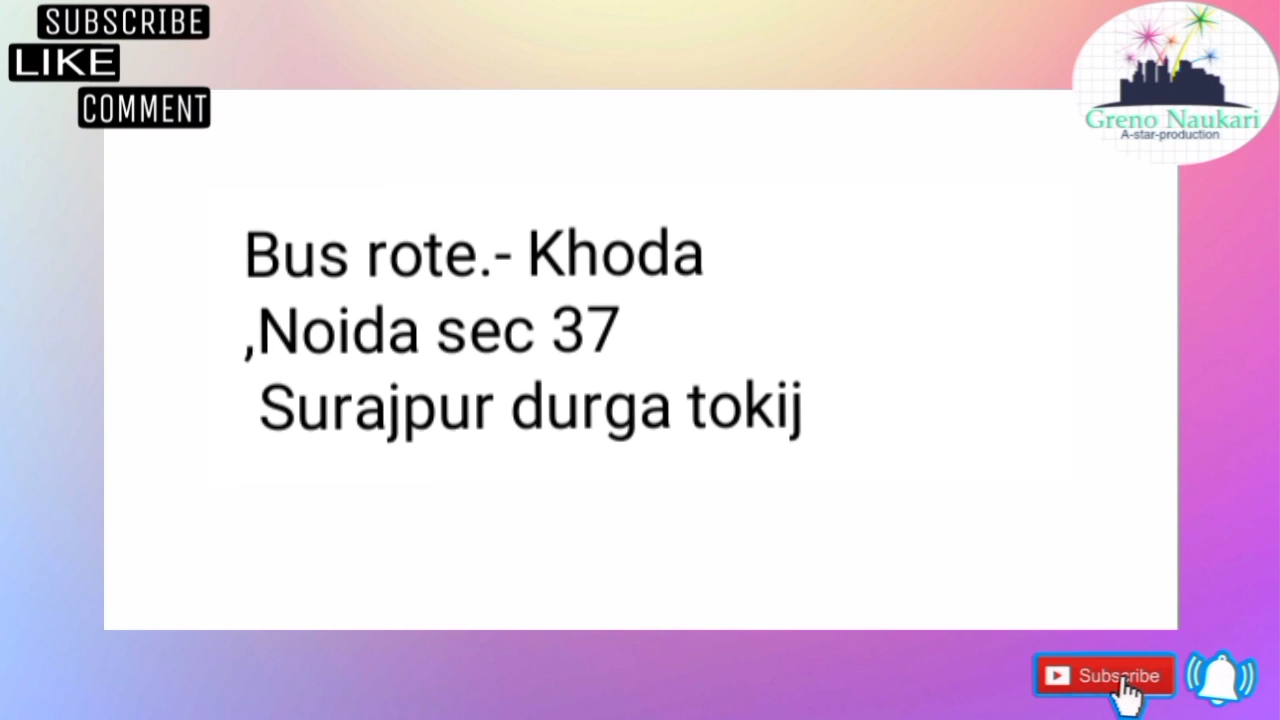 SUBSCRIBE
LIKE
COMMENT
Greno Naukari
A-star-production
Bus rote.- Khoda
,Noida sec 37
Surajpur durga tokij
Subscribe